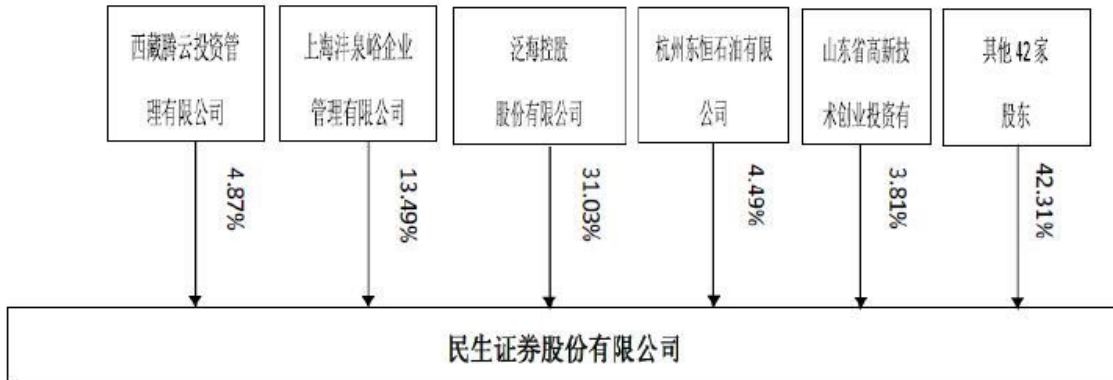 西藏腾云投资管
理有限公司
上海沣泉峪企业
管理有限公司
泛海控股
股份有限公司
杭州东恒石油有限
公司
山东省高新技
术创业投资有
其他 42 家
股东
4.87%
13.49%
31.03%
4.49%
3.81%
42.31%
民生证券股份有限公司